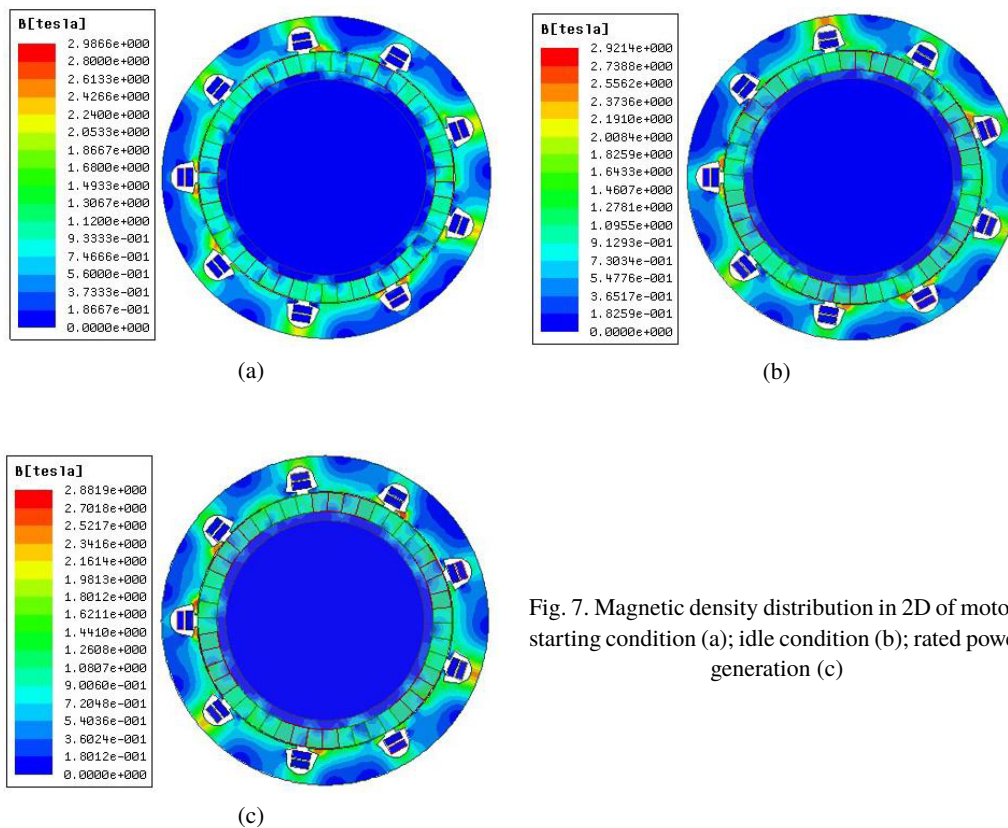 B[tesla]
2.9866e+000
2.8000e+000
2.6133e+000
2.4266e+000
2.2400e+000
2.0533e+000
1.8667e+000
1.6800e+000
1.4933e+000
1.3067e+000
1.1200e+000
9.3333e-001
7.4666e-001
5.6000e-001
3.7333e-001
1.8667e-001
0.0000e+000
(a)
B[tesla]
2.9214e+000
2.7388e+000
2.5562e+000
2.3736e+000
2.1910e+000
2.0084e+000
1.8259e+000
1.6433e+000
1.4607e+000
1.2781e+000
1.0955e+000
9.1293e-001
7.3034e-001
5.4776e-001
3.6517e-001
1.8259e-001
0.0000e+000
(b)
B[tesla]
2.8819e+000
2.7018e+000
2.5217e+000
2.3416e+000
2.1614e+000
1.9813e+000
1.8012e+000
1.6211e+000
1.4410e+000
1.2608e+000
1.0807e+000
9.0060e-001
7.2048e-001
5.4036e-001
3.6024e-001
1.8012e-001
0.0000e+000
(c)
Fig. 7. Magnetic density distribution in 2D of moto
starting condition (a); idle condition (b); rated powe
generation (c)